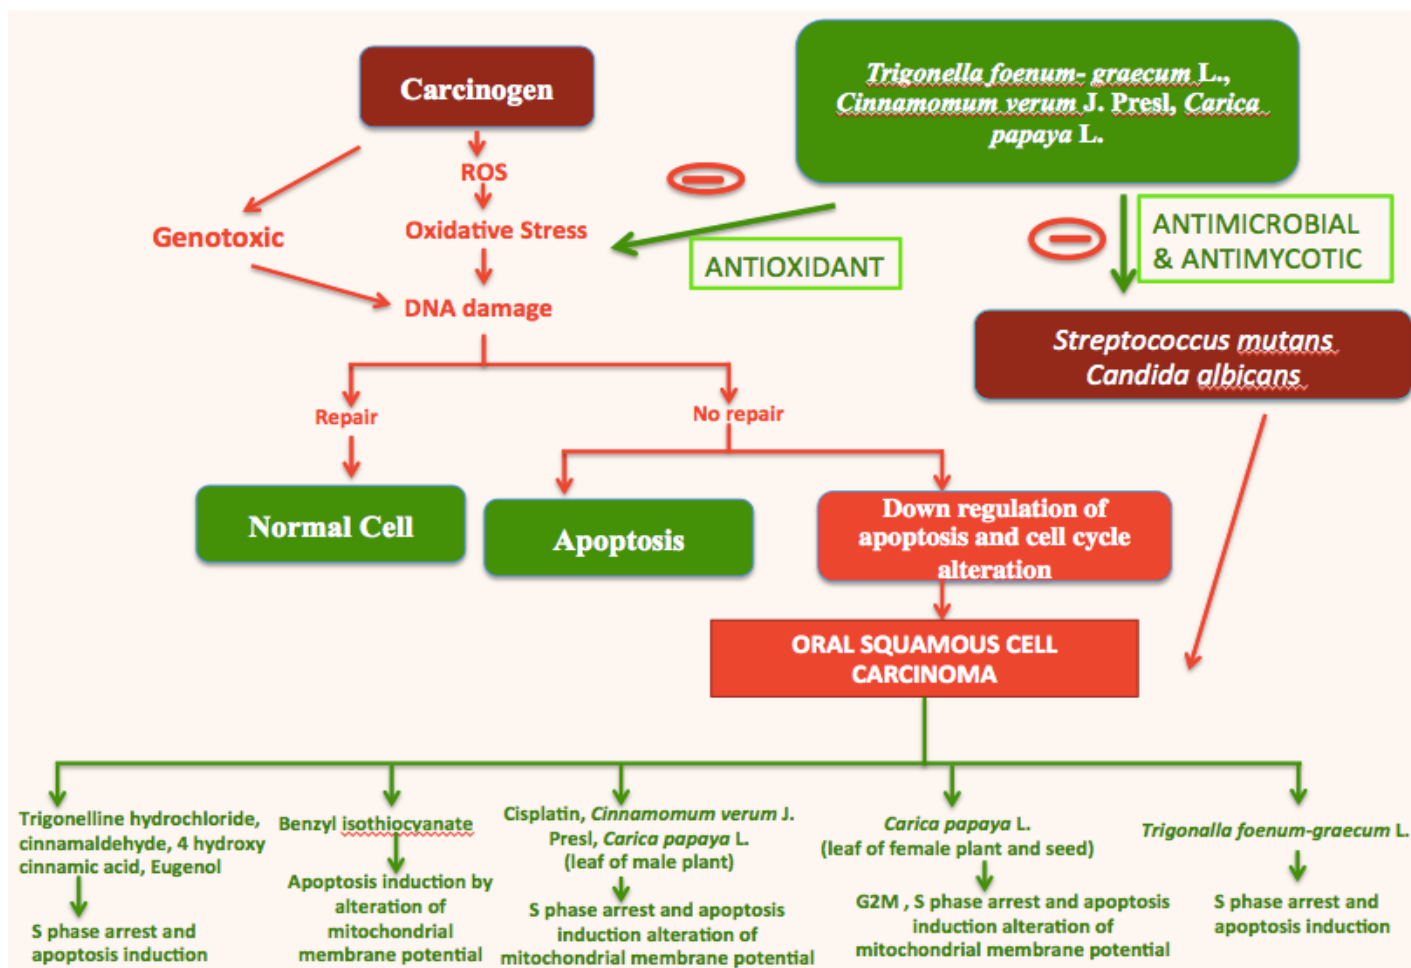 Carcinogen
Trigonella foenum- graecum L.,
Cinnamomum verum J. Presl, Carica
papaya L.
ROS
Genotoxic
Oxidative Stress
ANTIOXIDANT
ANTIMICROBIAL
& ANTIMYCOTIC
DNA damage
Streptococcus mutans
Candida albicans
Repair
No repair
Normal Cell
Apoptosis
Down regulation of
apoptosis and cell cycle
alteration
ORAL SQUAMOUS CELL
CARCINOMA
Trigonelline hydrochloride,
cinnamaldehyde, 4 hydroxy
cinnamic acid, Eugenol
S phase arrest and
apoptosis induction
Benzyl isothiocyanate
Apoptosis induction by
alteration of
mitochondrial
membrane potential
Cisplatin, Cinnamomum verum J.
Presl, Carica papaya L.
(leaf of male plant)
S phase arrest and apoptosis
induction alteration of
mitochondrial membrane potential
Carica papaya L.
(leaf of female plant and seed)
G2M , S phase arrest and apoptosis
induction alteration of
mitochondrial membrane potential
Trigonalla foenum-graecum L.
S phase arrest and
apoptosis induction